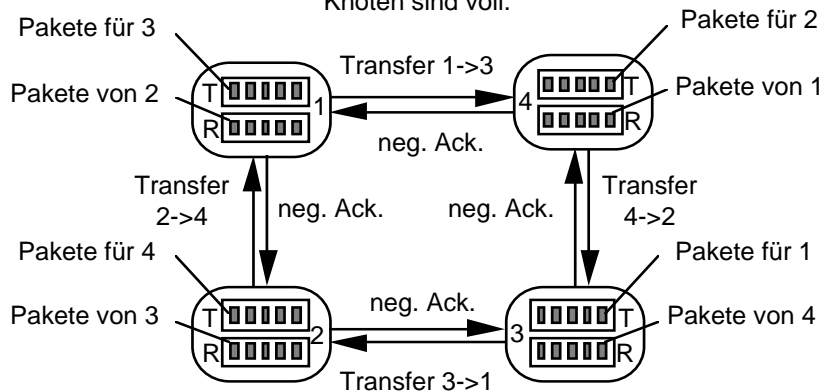 Knoten sind voll.
Pakete für 3
Pakete für 2
Transfer 1->3
T
1
4
T
Pakete von 2
Pakete von 1
R
R
neg. Ack.
Transfer
2->4
neg. Ack.
neg. Ack.
Transfer
4->2
Pakete für 4
Pakete für 1
neg. Ack.
T
2
3
T
Pakete von 3
Pakete von 4
R
R
Transfer 3->1